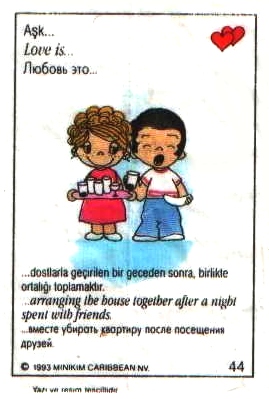 Aşk...
Love is...
Любовь это...
...dostlarla geçirilen bir geceden sonra, birlikte
ortalığı toplamaktır.
...arranging the house together after a night
spent with friends.
...вместе убирать квартиру после посещения
друзей.
© 1993 MINIKIM CARIBBEAN NV.
44
Yazı ve resim tescillidir